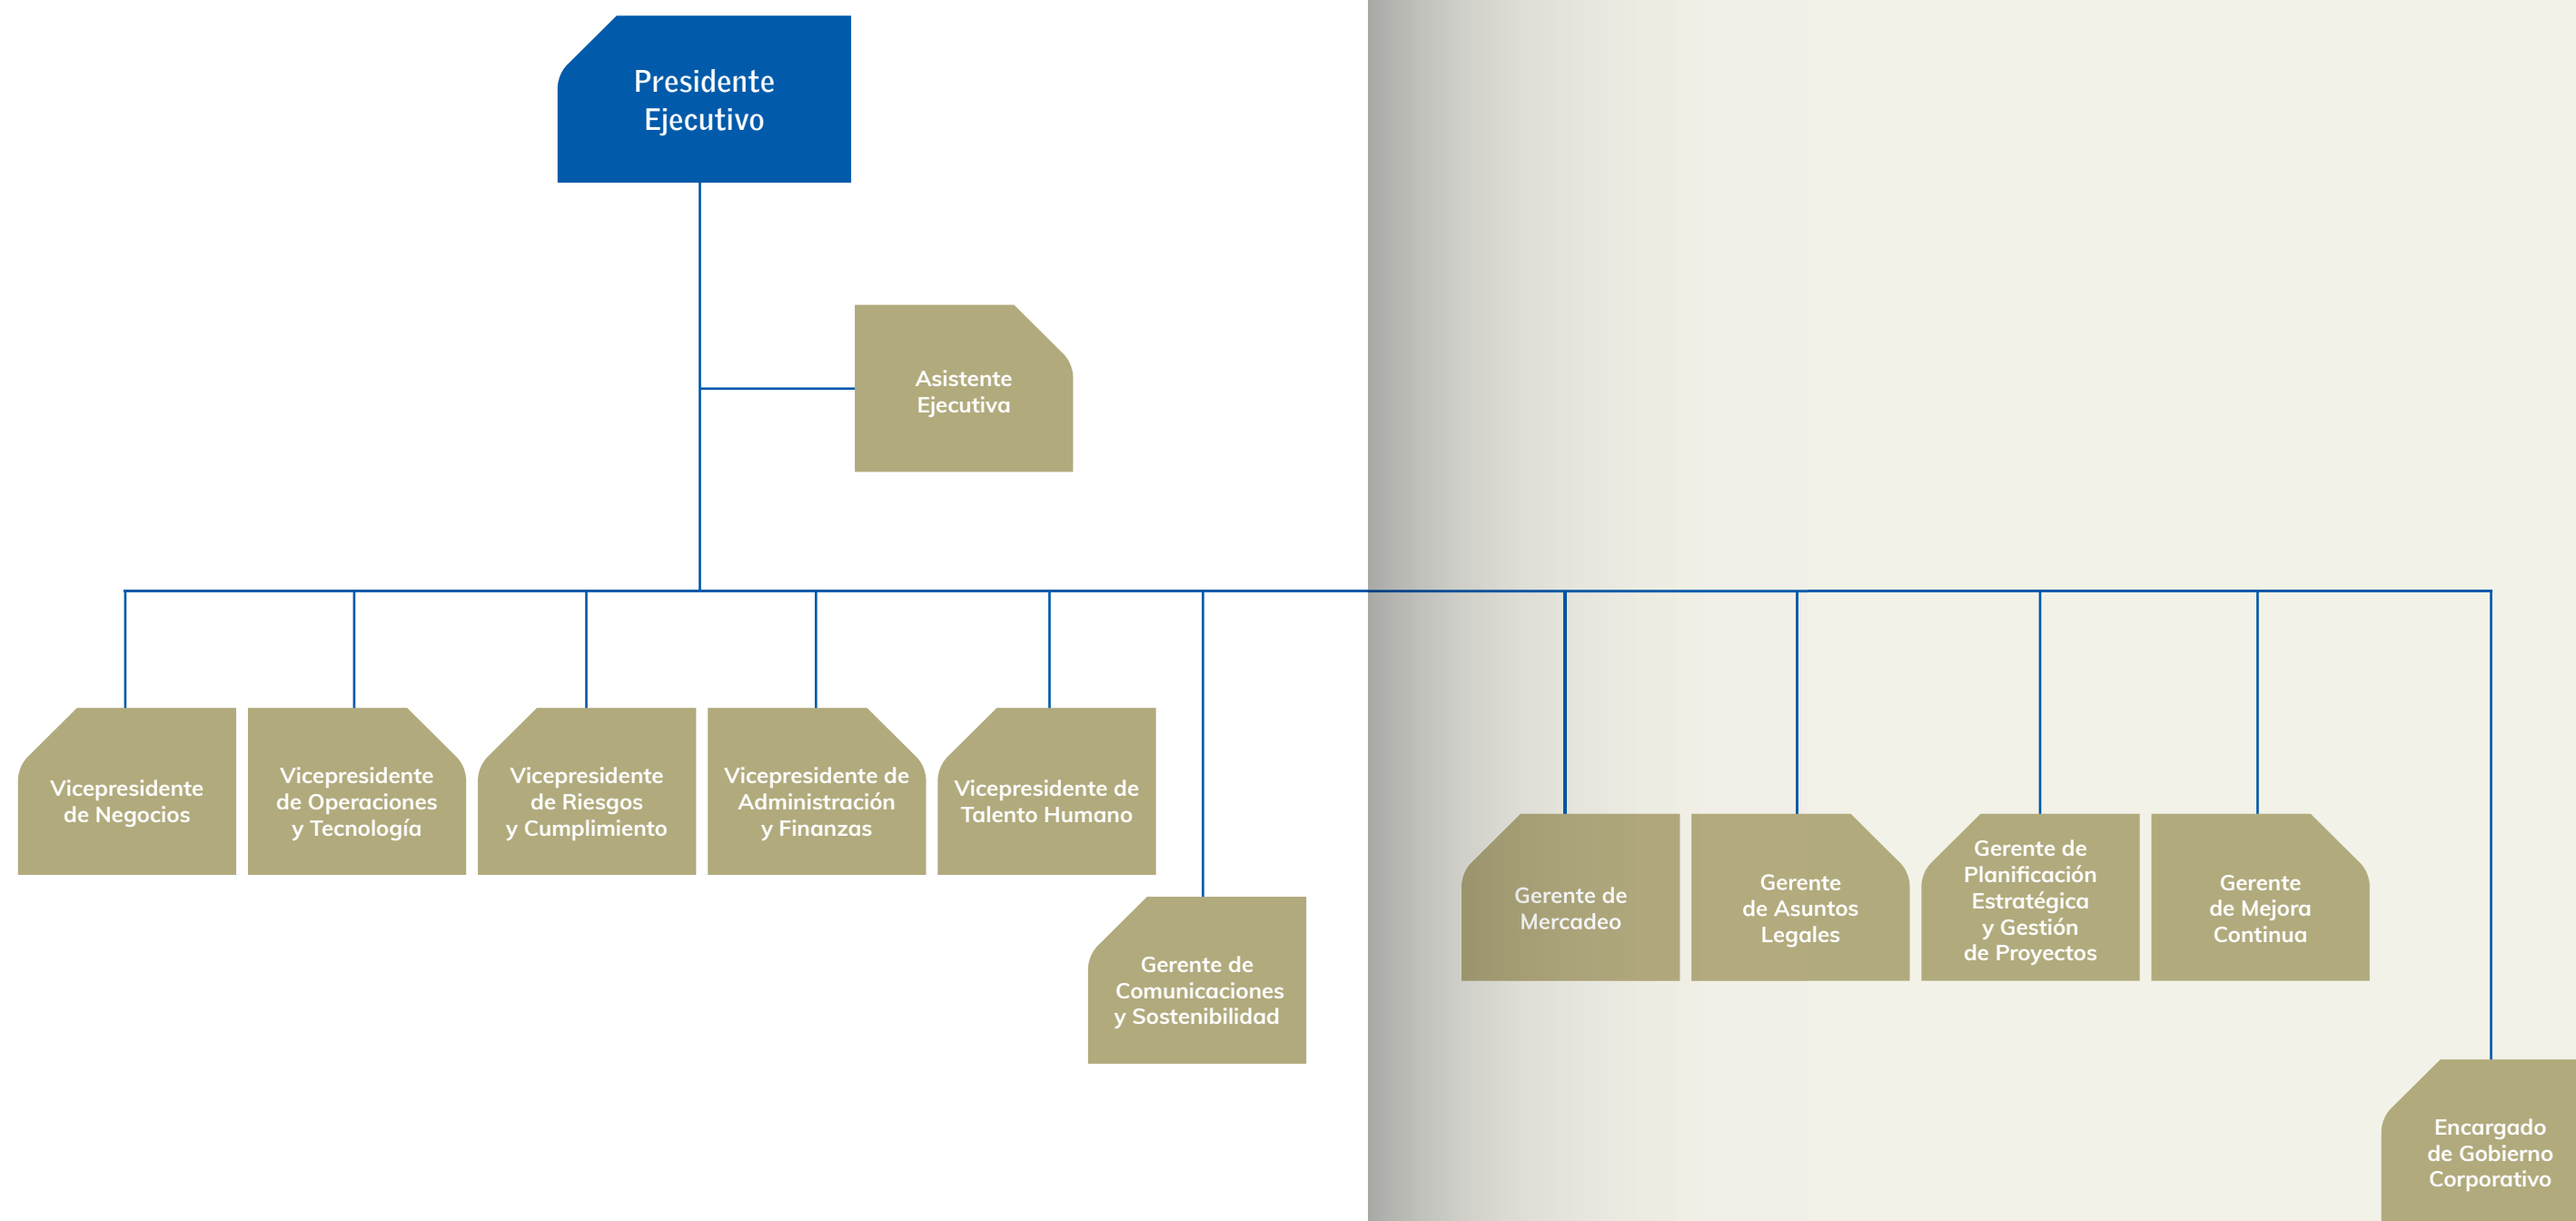 Presidente
Ejecutivo
Asistente
Ejecutiva
Vicepresidente
de Negocios
Vicepresidente
de Operaciones
y Tecnología
Vicepresidente
de Riesgos
y Cumplimiento
Vicepresidente de
Administración
y Finanzas
Vicepresidente de
Talento Humano
Gerente de
Comunicaciones
y Sostenibilidad
Gerente de
Mercadeo
Gerente
de Asuntos
Legales
Gerente de
Planificación
Estratégica
y Gestión
de Proyectos
Gerente
de Mejora
Continua
Encargado
de Gobierno
Corporativo